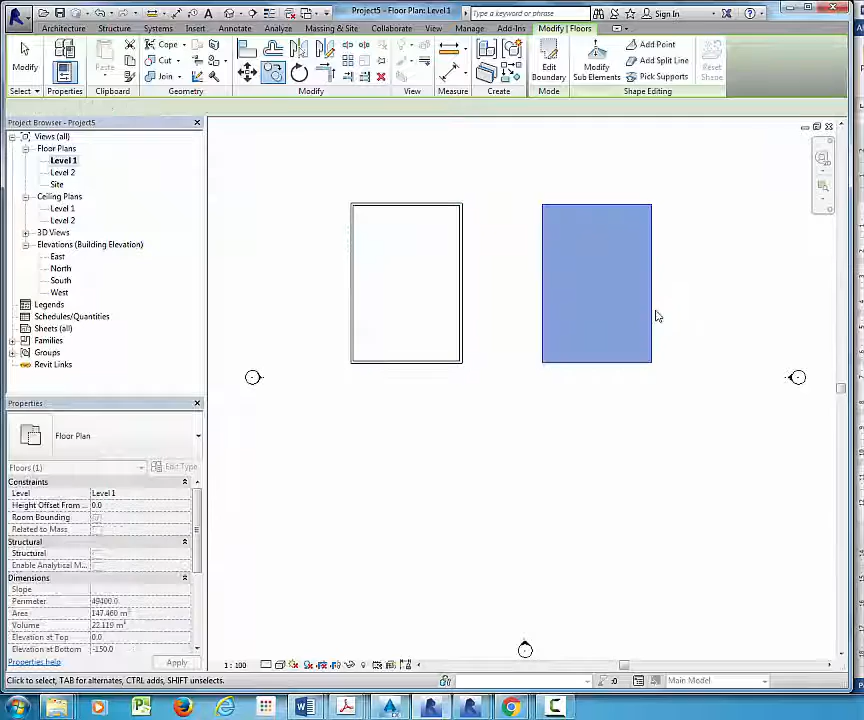 Project5 - Floor Plan: Level 1
Type a keyword or phrase
Sign In
Architecture Structure Systems Insert Annotate Analyze Massing & Site Collaborate View Manage Add-Ins Modify | Floors
Modify
Properties
Paste
Cope
Cut
Join
Edit Boundary
Modify Sub Elements
Add Point
Add Split Line
Pick Supports
Reset Shape
Select Properties Clipboard Geometry Modify View Measure Create Mode Shape Editing
Project Browser - Project5
Views (all)
Floor Plans
Level 1
Level 2
Site
Ceiling Plans
Level 1
Level 2
3D Views
Elevations (Building Elevation)
East
North
South
West
Legends
Schedules/Quantities
Sheets (all)
Families
Groups
Revit Links
Properties
Floor Plan
Floors (1) Edit Type
Constraints
Level Level 1
Height Offset From ... 0.0
Room Bounding
Related to Mass
Structural
Structural
Enable Analytical M...
Dimensions
Slope
Perimeter 49400.0
Area 147.460 m²
Volume 22.119 m³
Elevation at Top 0.0
Elevation at Bottom -150.0
Properties help Apply
1 : 100
Click to select, TAB for alternates, CTRL adds, SHIFT unselects.
:0
Main Model